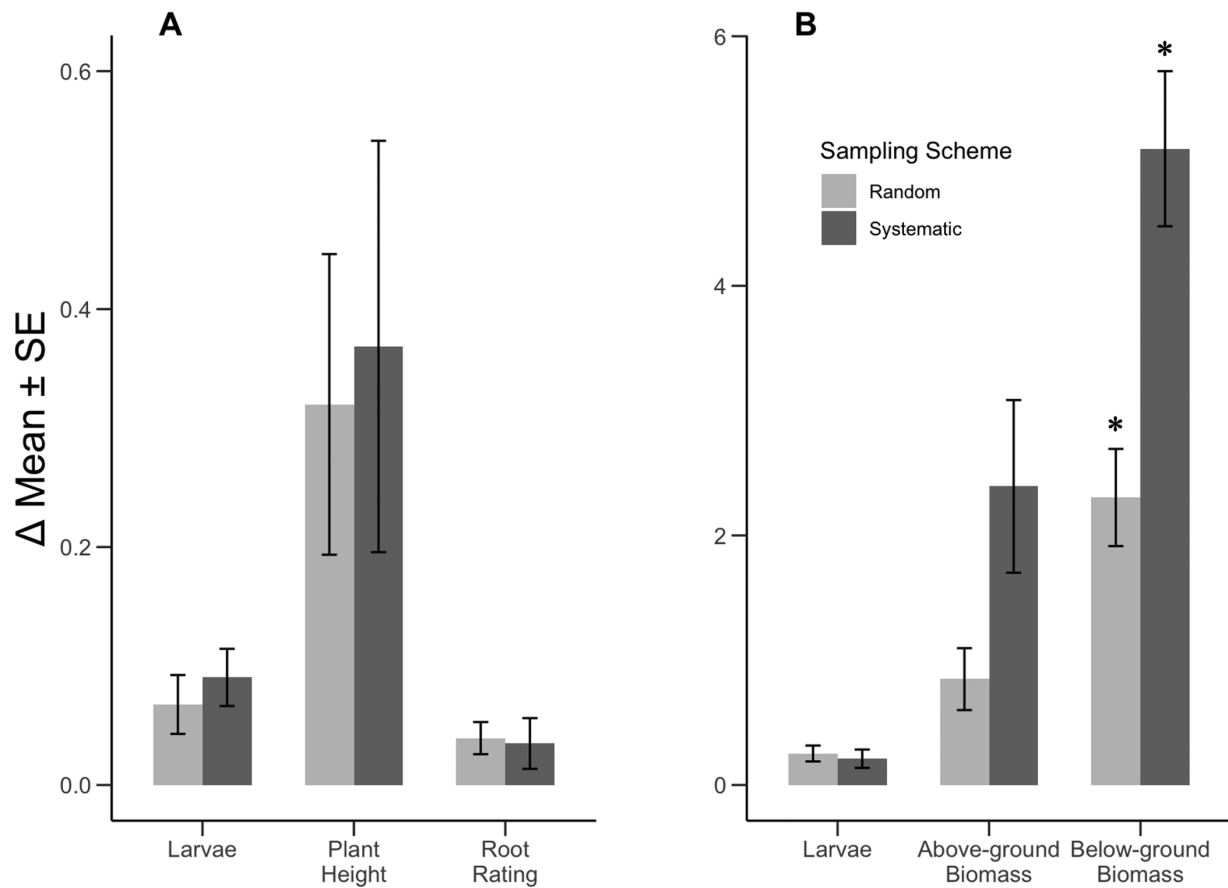 A
B
Δ Mean ± SE
0.6
0.4
0.2
0.0
Larvae
Plant
Height
Root
Rating
6
4
2
0
Sampling Scheme
Random
Systematic
*
*
Larvae
Above-ground
Biomass
Below-ground
Biomass